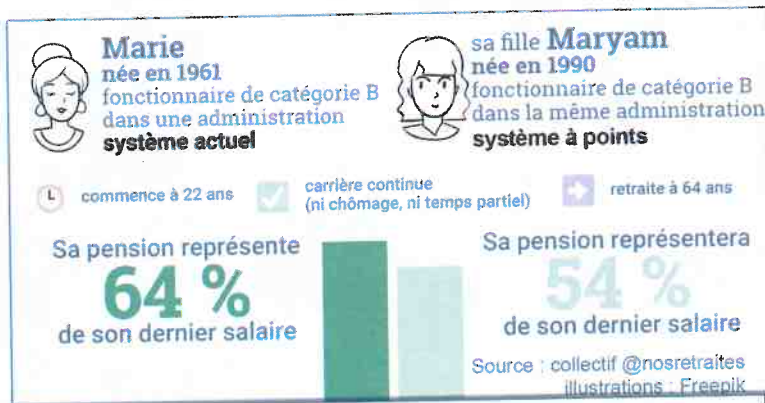 Marie
née en 1961
fonctionnaire de catégorie B
dans une administration
système actuel
sa fille Maryam
née en 1990
fonctionnaire de catégorie B
dans la même administration
système à points
commence à 22 ans
carrière continue
(ni chômage, ni temps partiel)
retraite à 64 ans
Sa pension représente
64 %
de son dernier salaire
Sa pension représentera
54 %
de son dernier salaire
Source : collectif @nosretraites
illustrations : Freepik